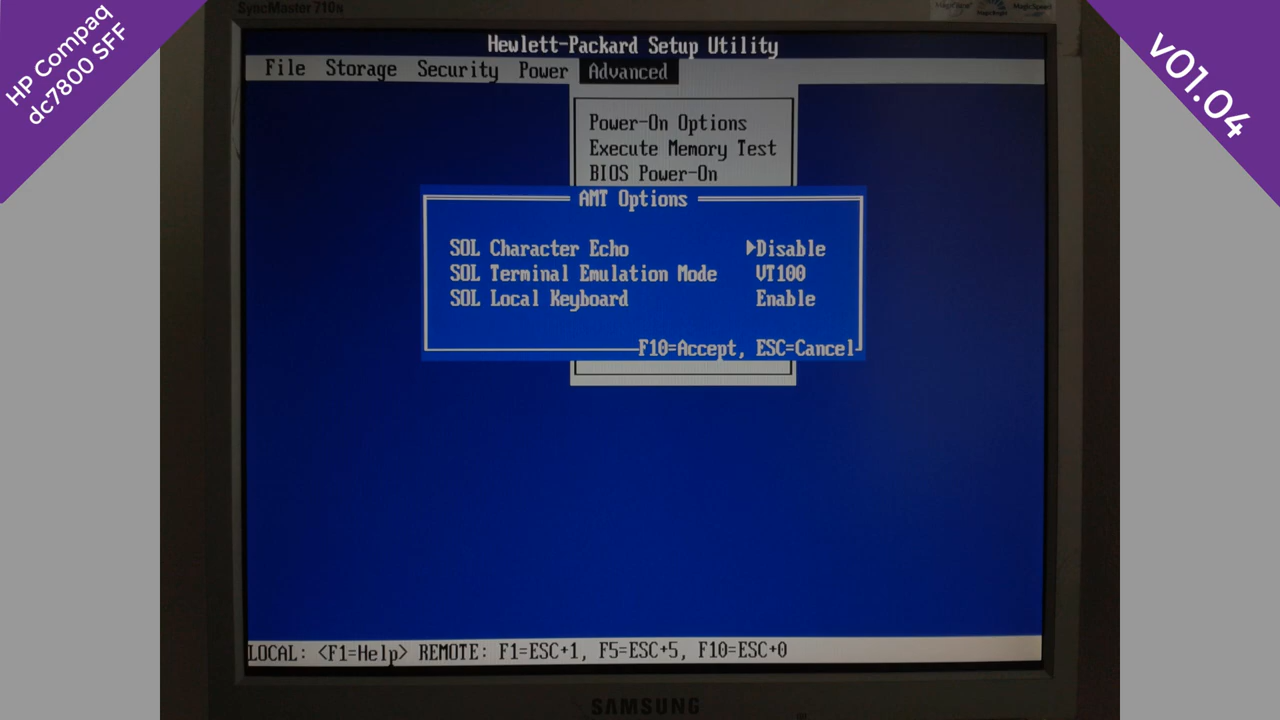 HP Compaq
dc7800 SFF
v01.04
SyncMaster 710n
Hewlett-Packard Setup Utility
File Storage Security Power Advanced
Power-On Options
Execute Memory Test
BIOS Power-On
AMT Options
SOL Character Echo ▶Disable
SOL Terminal Emulation Mode VT100
SOL Local Keyboard Enable
F10=Accept, ESC=Cancel
LOCAL: <F1=Help> REMOTE: F1=ESC+1, F5=ESC+5, F10=ESC+0
SAMSUNG